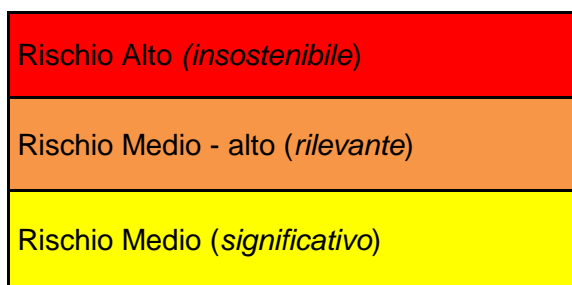 Rischio Alto (insostenibile)
Rischio Medio - alto (rilevante)
Rischio Medio (significativo)